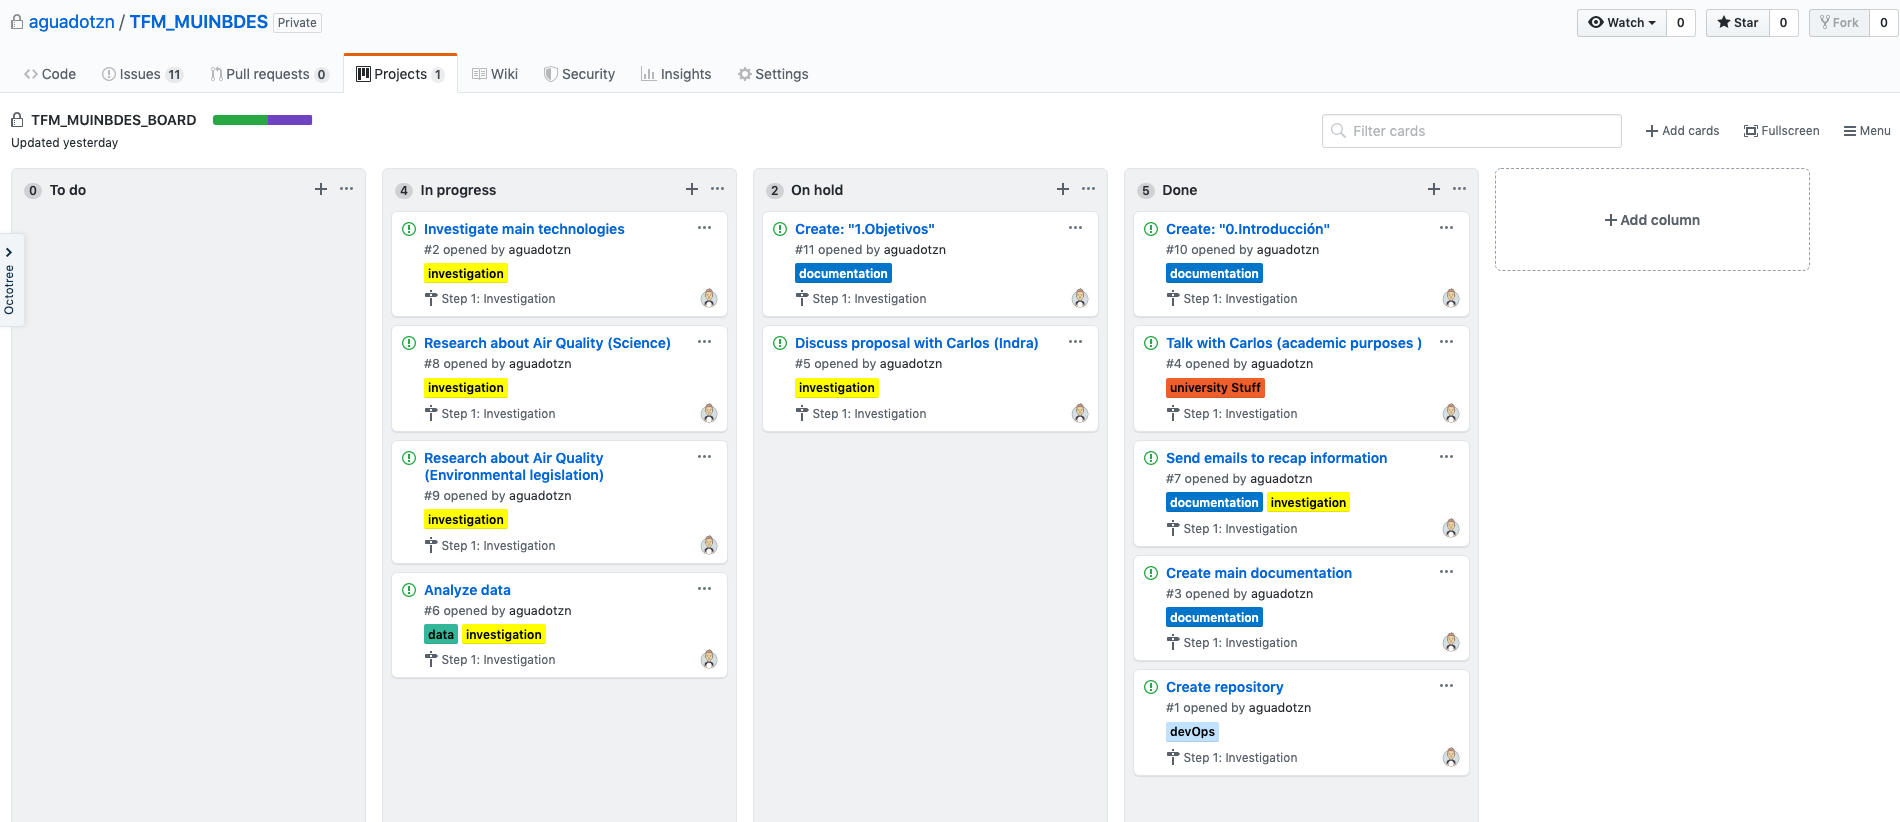 aguadotzn / TFM_MUINBDES Private
Watch 0 Star 0 Fork 0
Code Issues 11 Pull requests 0 Projects 1 Wiki Security Insights Settings
TFM_MUINBDES_BOARD
Updated yesterday
Filter cards
Add cards Fullscreen Menu
Octotree
0 To do
4 In progress
Investigate main technologies
#2 opened by aguadotzn
investigation
Step 1: Investigation
Research about Air Quality (Science)
#8 opened by aguadotzn
investigation
Step 1: Investigation
Research about Air Quality
(Environmental legislation)
#9 opened by aguadotzn
investigation
Step 1: Investigation
Analyze data
#6 opened by aguadotzn
data investigation
Step 1: Investigation
2 On hold
Create: "1.Objetivos"
#11 opened by aguadotzn
documentation
Step 1: Investigation
Discuss proposal with Carlos (Indra)
#5 opened by aguadotzn
investigation
Step 1: Investigation
5 Done
Create: "0.Introducción"
#10 opened by aguadotzn
documentation
Step 1: Investigation
Talk with Carlos (academic purposes )
#4 opened by aguadotzn
university Stuff
Step 1: Investigation
Send emails to recap information
#7 opened by aguadotzn
documentation investigation
Step 1: Investigation
Create main documentation
#3 opened by aguadotzn
documentation
Step 1: Investigation
Create repository
#1 opened by aguadotzn
devOps
Step 1: Investigation
Add column